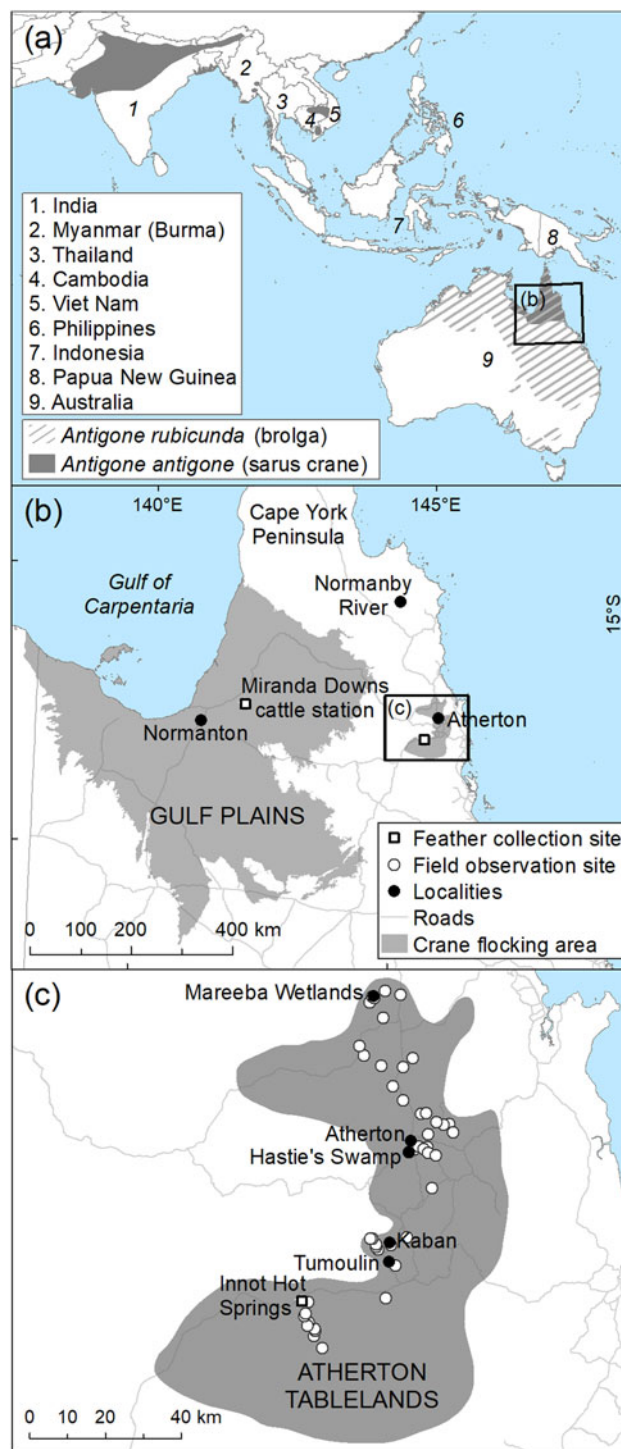 (a)
2
1
3
4
5
6
7
8
9
(b)
1. India
2. Myanmar (Burma)
3. Thailand
4. Cambodia
5. Viet Nam
6. Philippines
7. Indonesia
8. Papua New Guinea
9. Australia
Antigone rubicunda (brolga)
Antigone antigone (sarus crane)
(b)
140°E
145°E
15°S
Cape York
Peninsula
Gulf of
Carpentaria
Normanby
River
Miranda Downs
cattle station
Normanton
(c)
Atherton
GULF PLAINS
Feather collection site
Field observation site
Localities
Roads
Crane flocking area
0 100 200 400 km
(c)
Mareeba Wetlands
Atherton
Hastie's Swamp
Kaban
Tumoulin
Innot Hot
Springs
ATHERTON
TABLELANDS
0 10 20 40 km